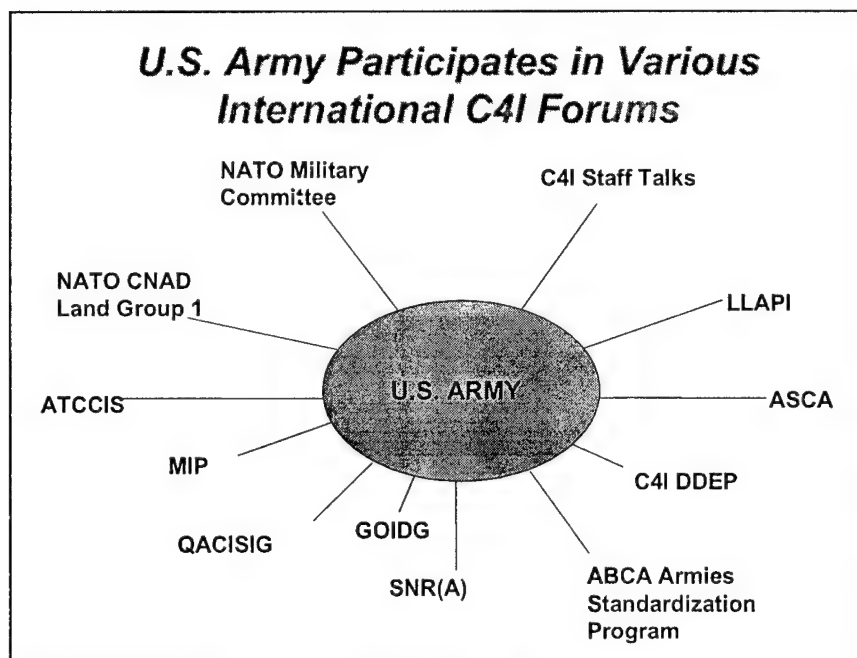 U.S. Army Participates in Various
International C4I Forums
NATO Military
Committee
C4I Staff Talks
NATO CNAD
Land Group 1
LLAPI
U.S. ARMY
ATCCIS
ASCA
MIP
C4I DDEP
QACISIG
GOIDG
SNR(A)
ABCA Armies
Standardization
Program